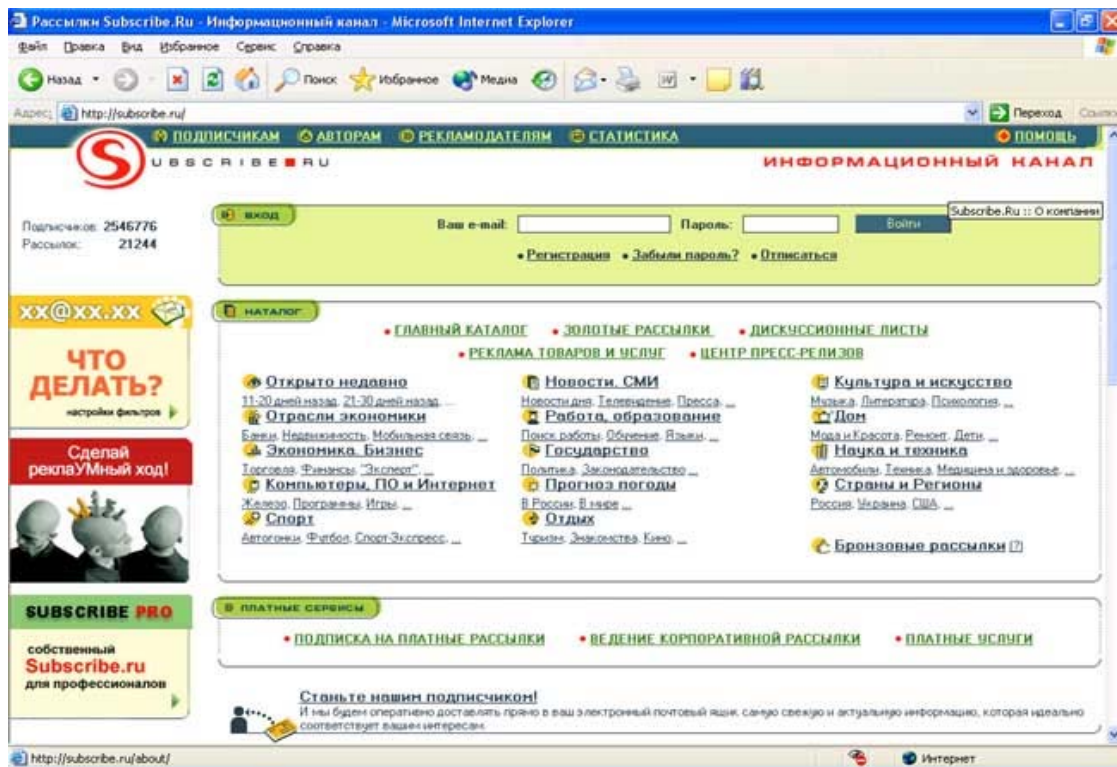 Рассылки Subscribe.Ru - Информационный канал - Microsoft Internet Explorer
Файл Правка Вид Избранное Сервис Справка
Назад Поиск Избранное Медиа
Адрес: http://subscribe.ru/ Переход Ссылки
ПОДПИСЧИКАМ АВТОРАМ РЕКЛАМОДАТЕЛЯМ СТАТИСТИКА ПОМОЩЬ
SUBSCRIBE RU ИНФОРМАЦИОННЫЙ КАНАЛ
Subscribe.Ru :: О компании
Подписчиков: 2546776
Рассылок: 21244
ВХОД
Ваш e-mail: Пароль: Войти
Регистрация Забыли пароль? Отписаться
xx@xx.xx
ЧТО
ДЕЛАТЬ?
настройки фильтров
Сделай
реклаУМный ход!
SUBSCRIBE PRO
собственный
Subscribe.ru
для профессионалов
КАТАЛОГ
ГЛАВНЫЙ КАТАЛОГ ЗОЛОТЫЕ РАССЫЛКИ ДИСКУССИОННЫЕ ЛИСТЫ
РЕКЛАМА ТОВАРОВ И УСЛУГ ЦЕНТР ПРЕСС-РЕЛИЗОВ
Открыто недавно Новости, СМИ Культура и искусство
11-20 дней назад, 21-30 дней назад, ... Новости дня, Телевидение, Пресса, ... Музыка, Литература, Психология, ...
Отрасли экономики Работа, образование Дом
Банки, Недвижимость, Мобильная связь, ... Поиск работы, Обучение, Языки, ... Мода и Красота, Ремонт, Дети, ...
Экономика, Бизнес Государство Наука и техника
Торговля, Финансы, "Эксперт", ... Политика, Законодательство ... Автомобили, Техника, Медицина и здоровье, ...
Компьютеры, ПО и Интернет Прогноз погоды Страны и Регионы
Железо, Программы, Игры, ... В России, В мире ... Россия, Украина, США, ...
Спорт Отдых
Автогонки, Футбол, Спорт-Экспресс, ... Туризм, Знакомства, Кино, ...
Бронзовые рассылки [?]
ПЛАТНЫЕ СЕРВИСЫ
ПОДПИСКА НА ПЛАТНЫЕ РАССЫЛКИ ВЕДЕНИЕ КОРПОРАТИВНОЙ РАССЫЛКИ ПЛАТНЫЕ УСЛУГИ
Станьте нашим подписчиком!
И мы будем оперативно доставлять прямо в ваш электронный почтовый ящик самую свежую и актуальную информацию, которая идеально
соответствует вашим интересам.
http://subscribe.ru/about/ Интернет